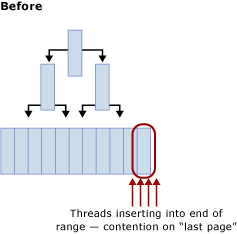 Before
Threads inserting into end of
range — contention on “last page”